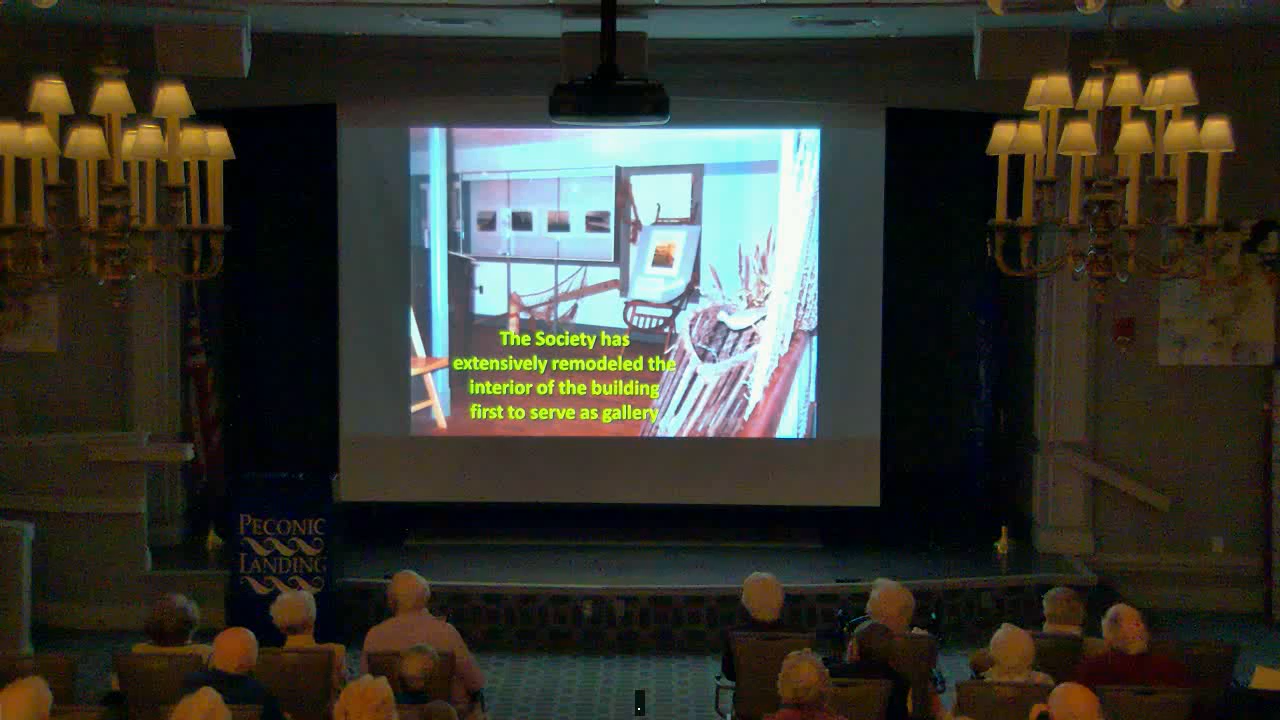 The Society has
extensively remodeled the
interior of the building
first to serve as gallery
PECONIC
LANDING